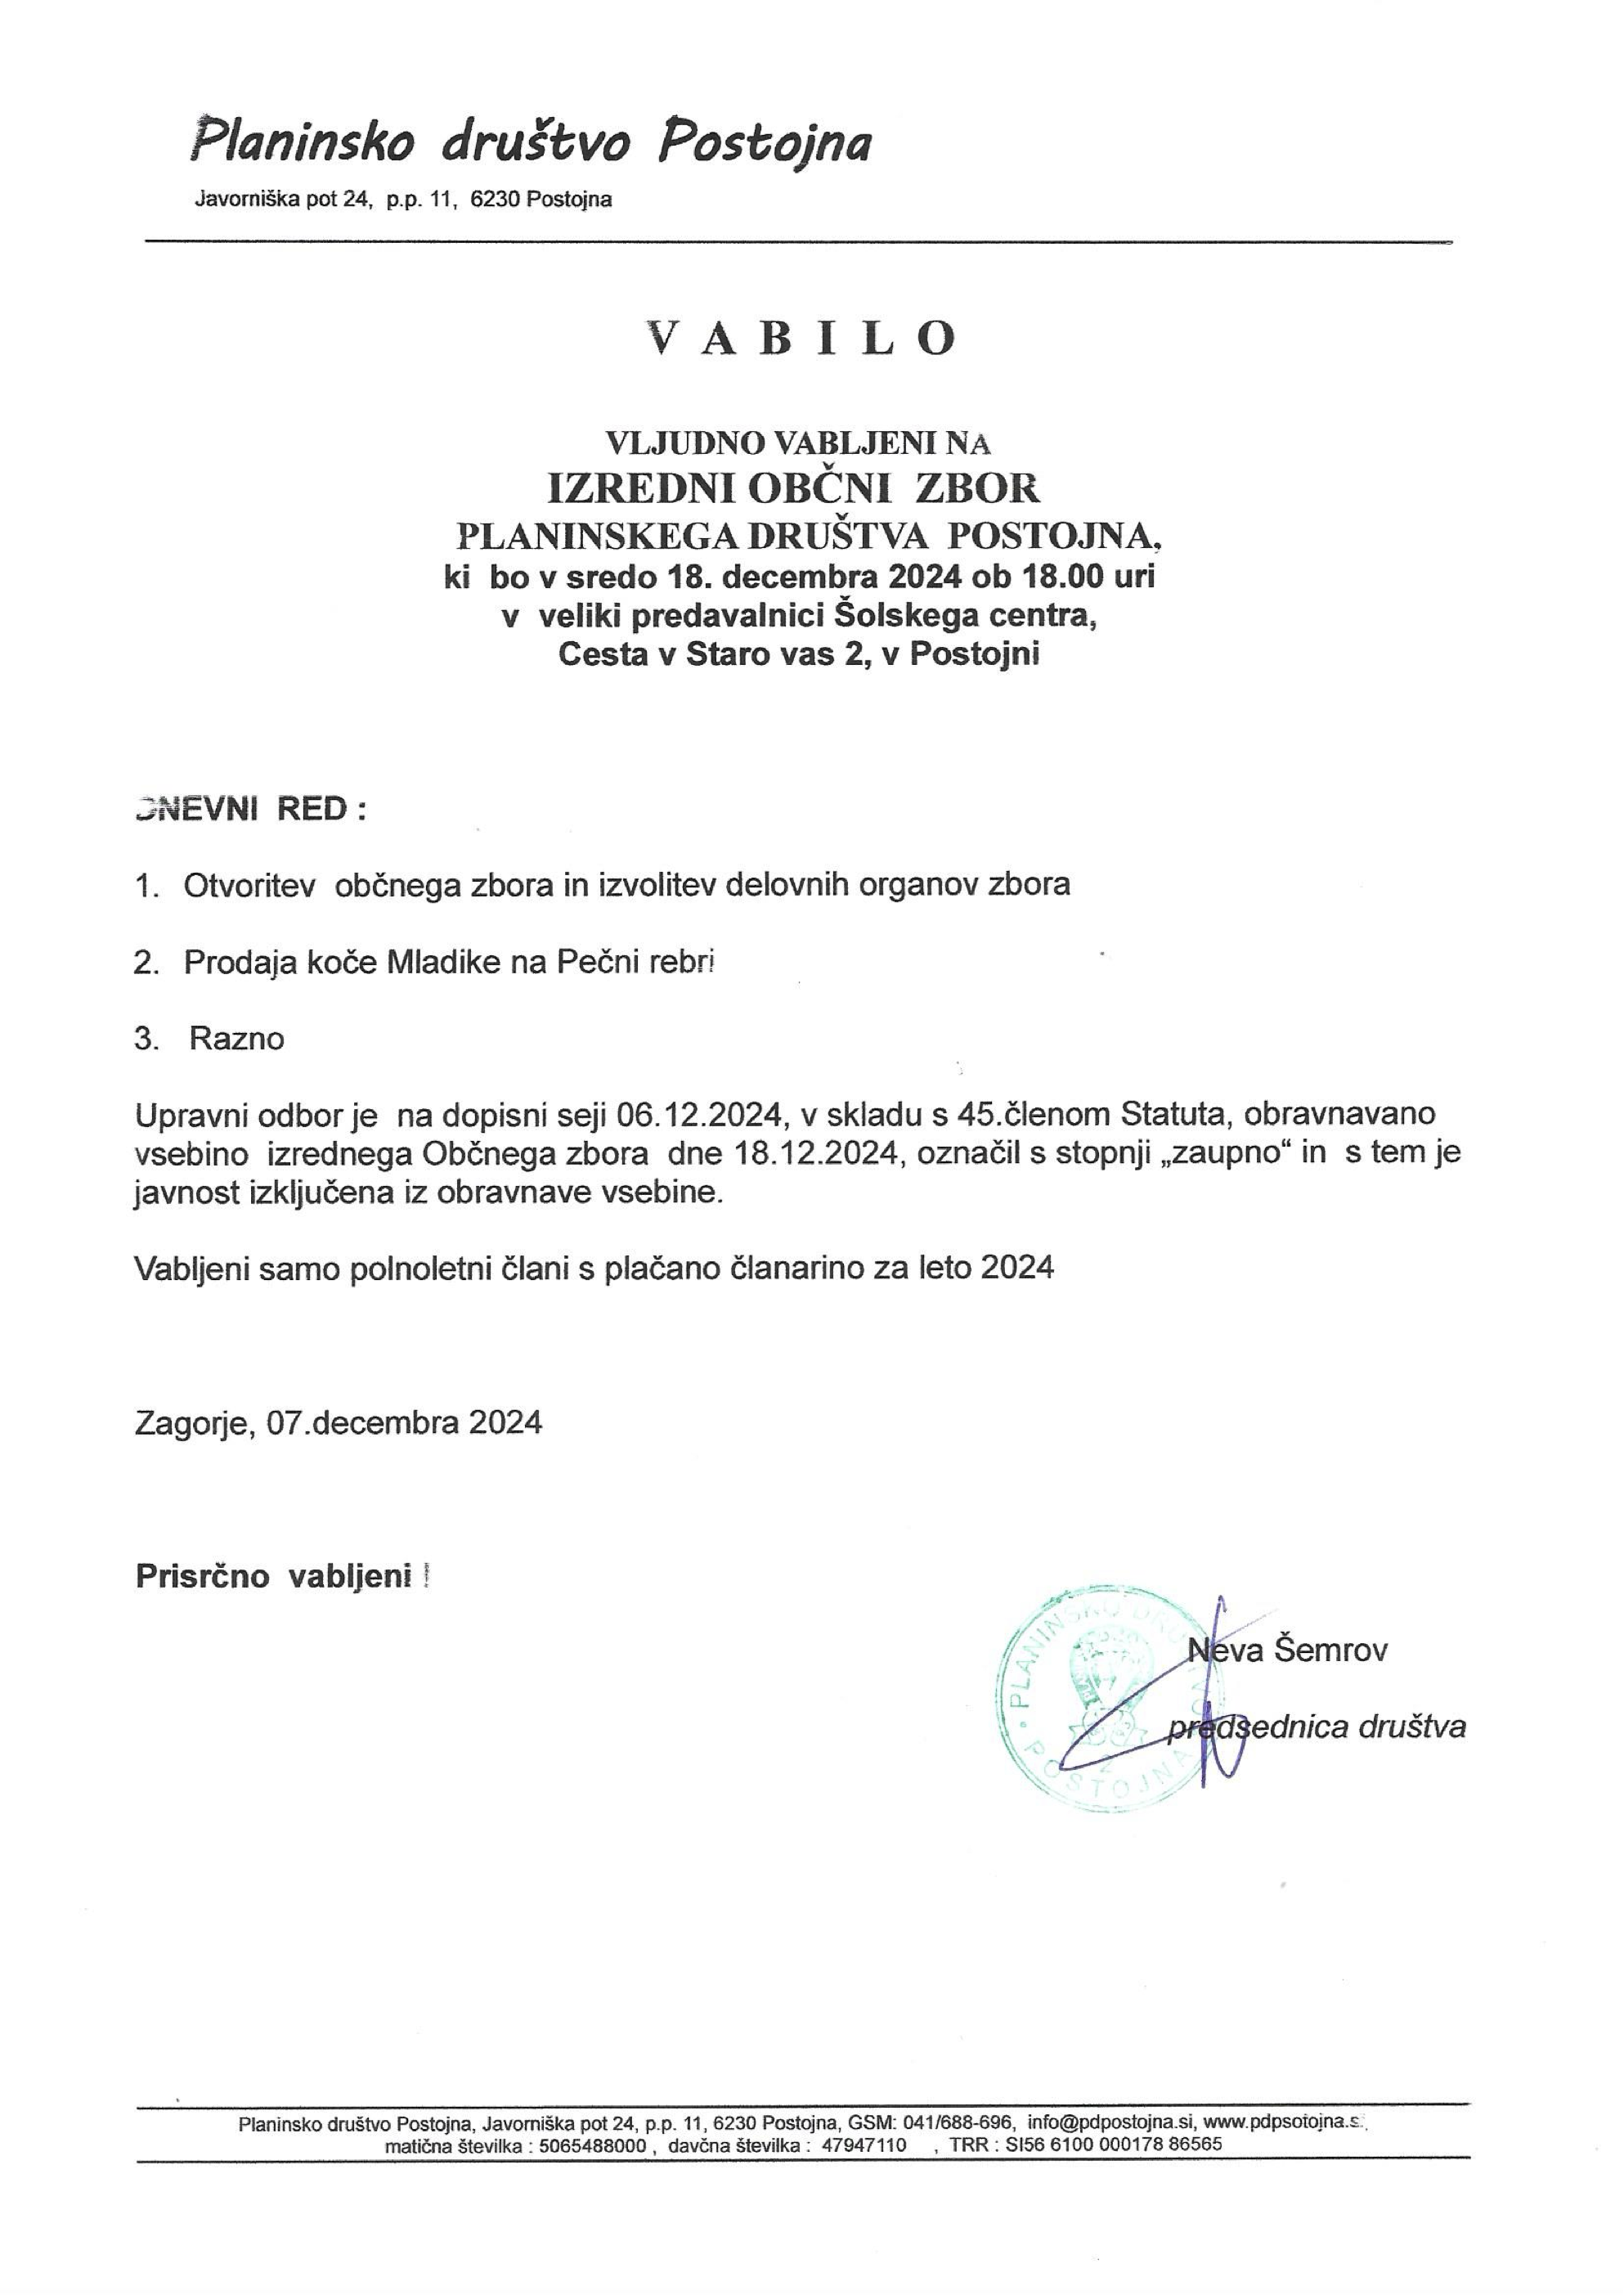 Planinsko društvo Postojna
Javorniška pot 24, p.p. 11, 6230 Postojna
V A B I L O
VLJUDNO VABLJENI NA
IZREDNI OBČNI ZBOR
PLANINSKEGA DRUŠTVA POSTOJNA,
ki bo v sredo 18. decembra 2024 ob 18.00 uri
v veliki predavalnici Šolskega centra,
Cesta v Staro vas 2, v Postojni
DNEVNI RED :
1. Otvoritev občnega zbora in izvolitev delovnih organov zbora
2. Prodaja koče Mladike na Pečni rebri
3. Razno
Upravni odbor je na dopisni seji 06.12.2024, v skladu s 45.členom Statuta, obravnavano
vsebino izrednega Občnega zbora dne 18.12.2024, označil s stopnji „zaupno“ in s tem je
javnost izključena iz obravnave vsebine.
Vabljeni samo polnoletni člani s plačano članarino za leto 2024
Zagorje, 07.decembra 2024
Prisrčno vabljeni !
PLANINSKO DRUŠTVO
POSTOJNA
2
Neva Šemrov
predsednica društva
Planinsko društvo Postojna, Javorniška pot 24, p.p. 11, 6230 Postojna, GSM: 041/688-696, info@pdpostojna.si, www.pdpsotojna.s
matična številka : 5065488000 , davčna številka : 47947110 , TRR : SI56 6100 000178 86565